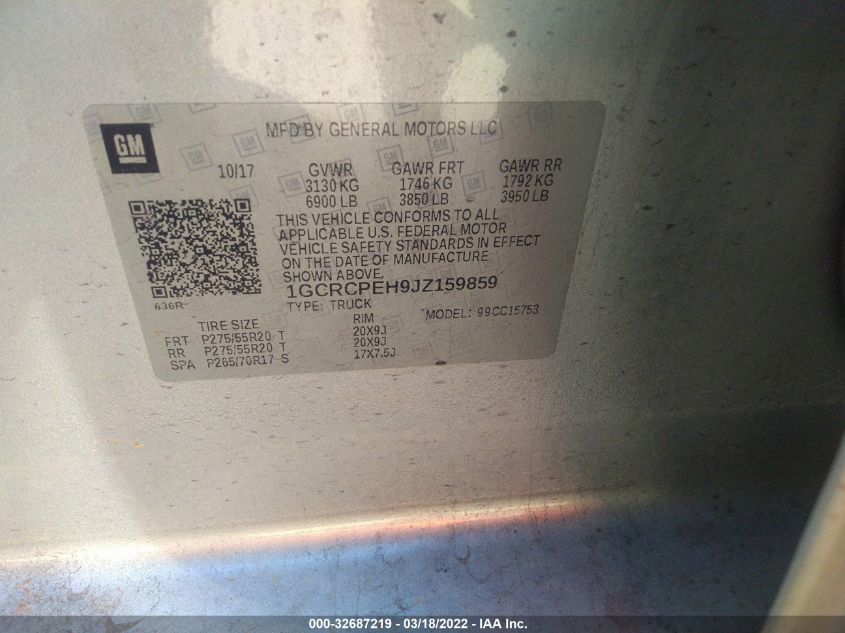 GM
MFD BY GENERAL MOTORS LLC
10/17 GVWR GAWR FRT GAWR RR
3130 KG 1746 KG 1792 KG
6900 LB 3850 LB 3950 LB
THIS VEHICLE CONFORMS TO ALL
APPLICABLE U.S. FEDERAL MOTOR
VEHICLE SAFETY STANDARDS IN EFFECT
ON THE DATE OF MANUFACTURE
SHOWN ABOVE.
636R
1GCRCPEH9JZ159859
TYPE: TRUCK MODEL: 99CC15753
TIRE SIZE RIM
FRT P275/55R20 T 20X9J
RR P275/55R20 T 20X9J
SPA P265/70R17 S 17X7.5J
000-32687219 / 03/18/2022 - IAA Inc.